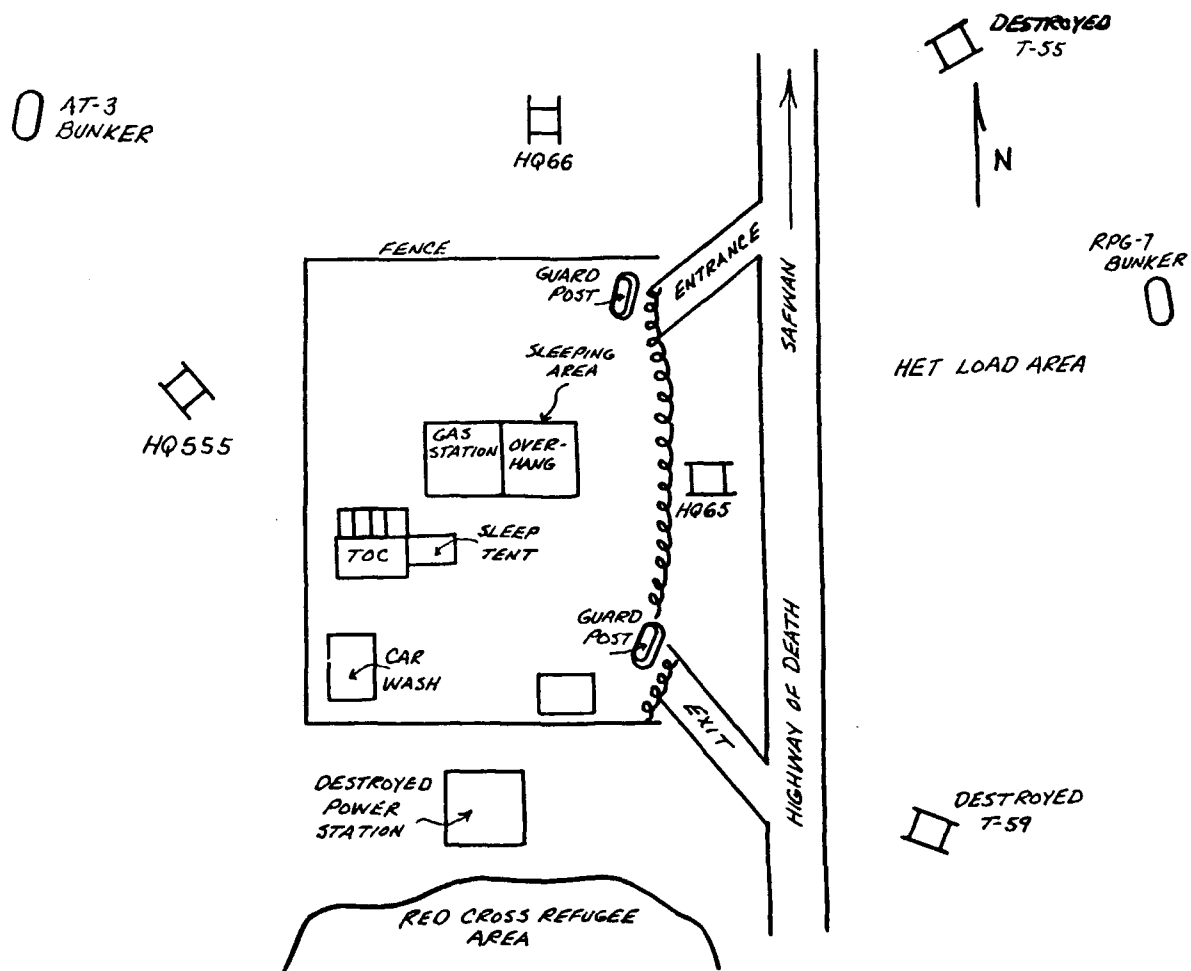 DESTROYED
T-55
AT-3
BUNKER
HQ66
N
FENCE
ENTRANCE
RPG-7
BUNKER
GUARD
POST
SAFWAN
SLEEPING
AREA
HET LOAD AREA
HQ555
GAS
STATION
OVER-
HANG
HQ65
TOC
SLEEP
TENT
GUARD
POST
CAR
WASH
EXIT
HIGHWAY OF DEATH
DESTROYED
POWER
STATION
DESTROYED
T-59
RED CROSS REFUGEE
AREA